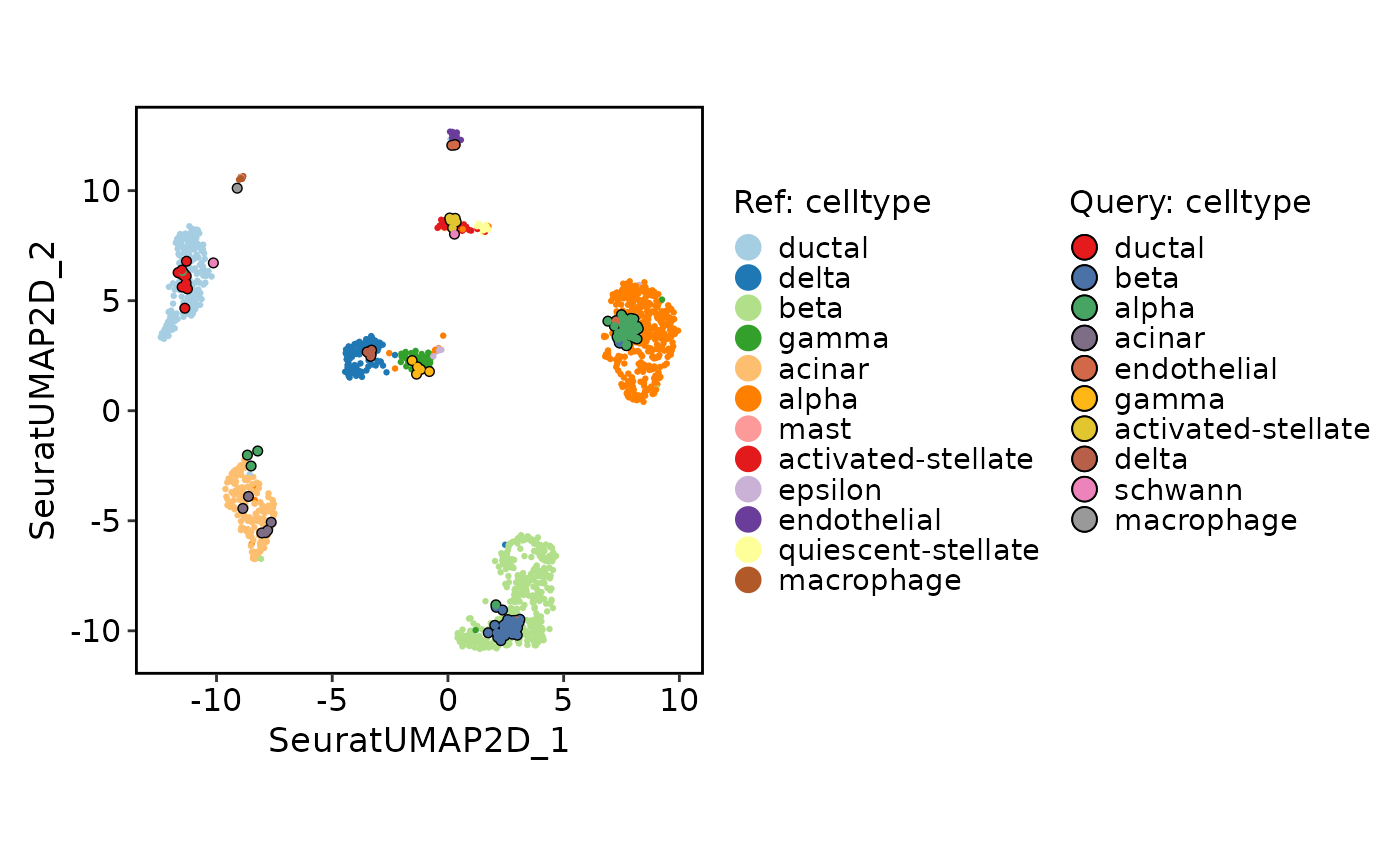 SeuratUMAP2D_2
10
5
0
-5
-10
-10
-5
0
5
10
SeuratUMAP2D_1
Ref: celltype
ductal
delta
beta
gamma
acinar
alpha
mast
activated-stellate
epsilon
endothelial
quiescent-stellate
macrophage
Query: celltype
ductal
beta
alpha
acinar
endothelial
gamma
activated-stellate
delta
schwann
macrophage